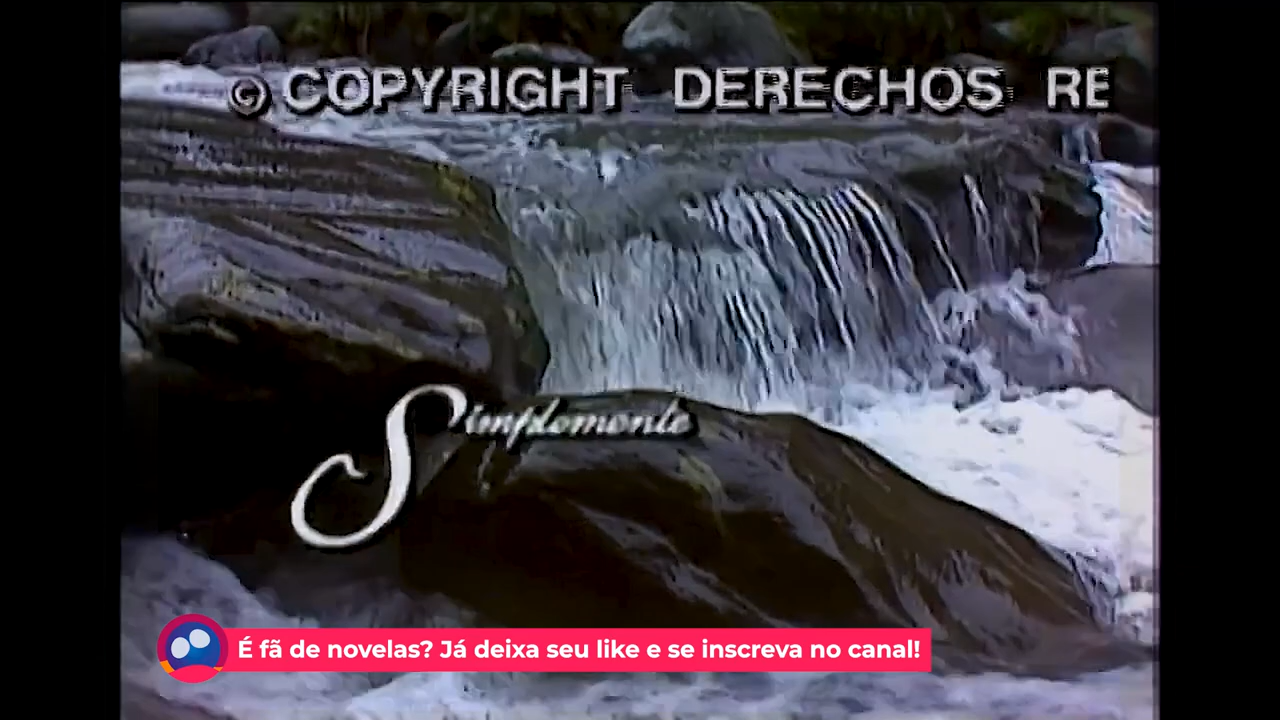 © COPYRIGHT DERECHOS RE
Simplemente
É fã de novelas? Já deixa seu like e se inscreva no canal!